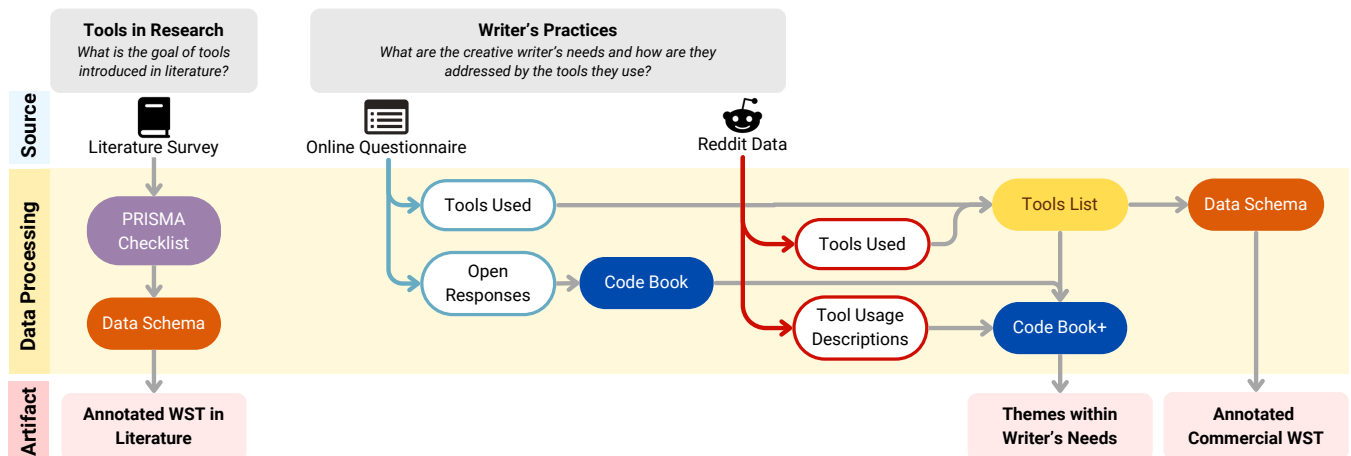 Tools in Research
What is the goal of tools
introduced in literature?
Writer's Practices
What are the creative writer's needs and how are they
addressed by the tools they use?
Source
Literature Survey
Online Questionnaire
Reddit Data
Data Processing
PRISMA
Checklist
Data Schema
Tools Used
Open
Responses
Code Book
Tools Used
Tool Usage
Descriptions
Tools List
Code Book+
Data Schema
Artifact
Annotated WST in
Literature
Themes within
Writer's Needs
Annotated
Commercial WST